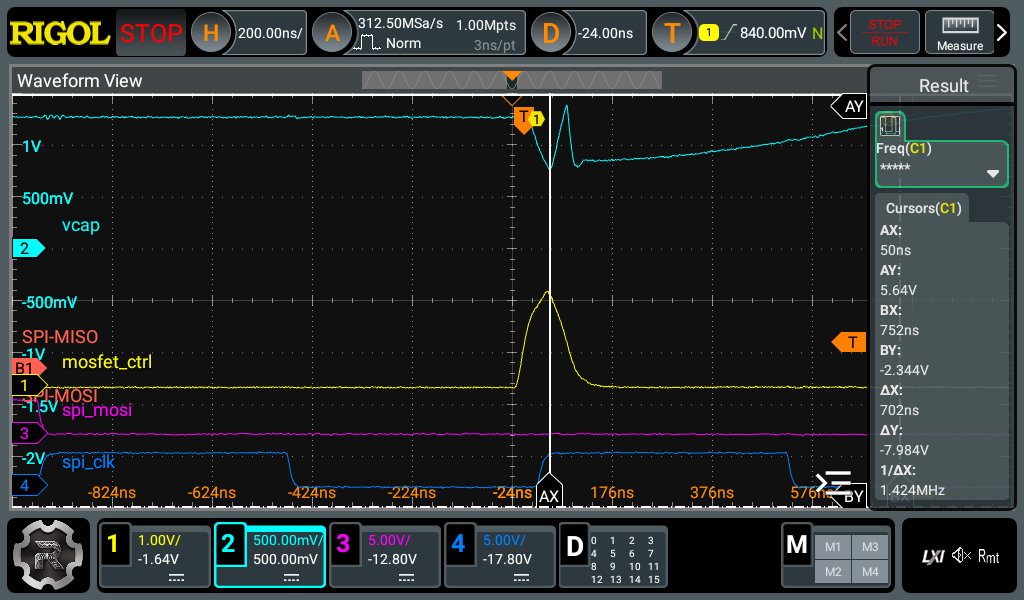 RIGOL STOP H 200.00ns/ A 312.50MSa/s 1.00Mpts Norm 3ns/pt D -24.00ns T 1 840.00mV N STOP RUN Measure
Waveform View
Result
T 1
AY
1V
500mV
vcap
2
-500mV
SPI-MISO
-1V
mosfet_ctrl
B1
T
1
SPI-MOSI
-1.5V
spi_mosi
3
-2V
spi_clk
4
-824ns -624ns -424ns -224ns -24ns 176ns 376ns 576ns
AX
BY
Freq(C1)
*****
Cursors(C1)
AX:
50ns
AY:
5.64V
BX:
752ns
BY:
-2.344V
ΔX:
702ns
ΔY:
-7.984V
1/ΔX:
1.424MHz
R
1 1.00V/ -1.64V
2 500.00mV/ 500.00mV
3 5.00V/ -12.80V
4 5.00V/ -17.80V
D
0 1 2 3
4 5 6 7
8 9 10 11
12 13 14 15
M
M1 M3
M2 M4
LXI Rmt